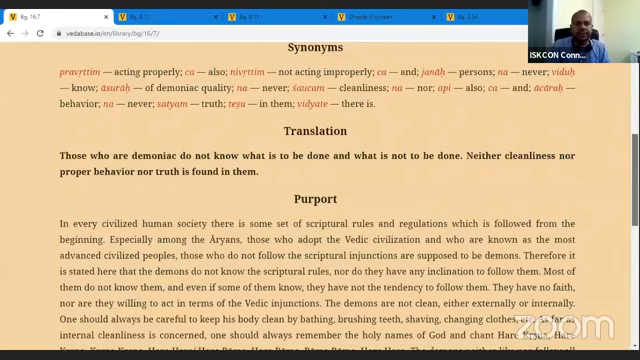 Bg. 16.7
Bg. 9.17
Bg. 2.54
vedabase.io/en/library/bg/16/7/
ISKCON Conn...
Synonyms
pravṛttim — acting properly; ca — also; nivṛttim — not acting improperly; ca — and; janāḥ — persons; na — never; viduḥ
— know; āsurāḥ — of demoniac quality; na — never; śaucam — cleanliness; na — nor; api — also; ca — and; ācāraḥ —
behavior; na — never; satyam — truth; teṣu — in them; vidyate — there is.
Translation
Those who are demoniac do not know what is to be done and what is not to be done. Neither cleanliness nor
proper behavior nor truth is found in them.
Purport
In every civilized human society there is some set of scriptural rules and regulations which is followed from the
beginning. Especially among the Āryans, those who adopt the Vedic civilization and who are known as the most
advanced civilized peoples, those who do not follow the scriptural injunctions are supposed to be demons. Therefore it
is stated here that the demons do not know the scriptural rules, nor do they have any inclination to follow them. Most of
them do not know them, and even if some of them know, they have not the tendency to follow them. They have no faith,
nor are they willing to act in terms of the Vedic injunctions. The demons are not clean, either externally or internally.
One should always be careful to keep his body clean by bathing, brushing teeth, shaving, changing clothes, etc. As far as
internal cleanliness is concerned, one should always remember the holy names of God and chant Hare Kṛṣṇa, Hare
zoom